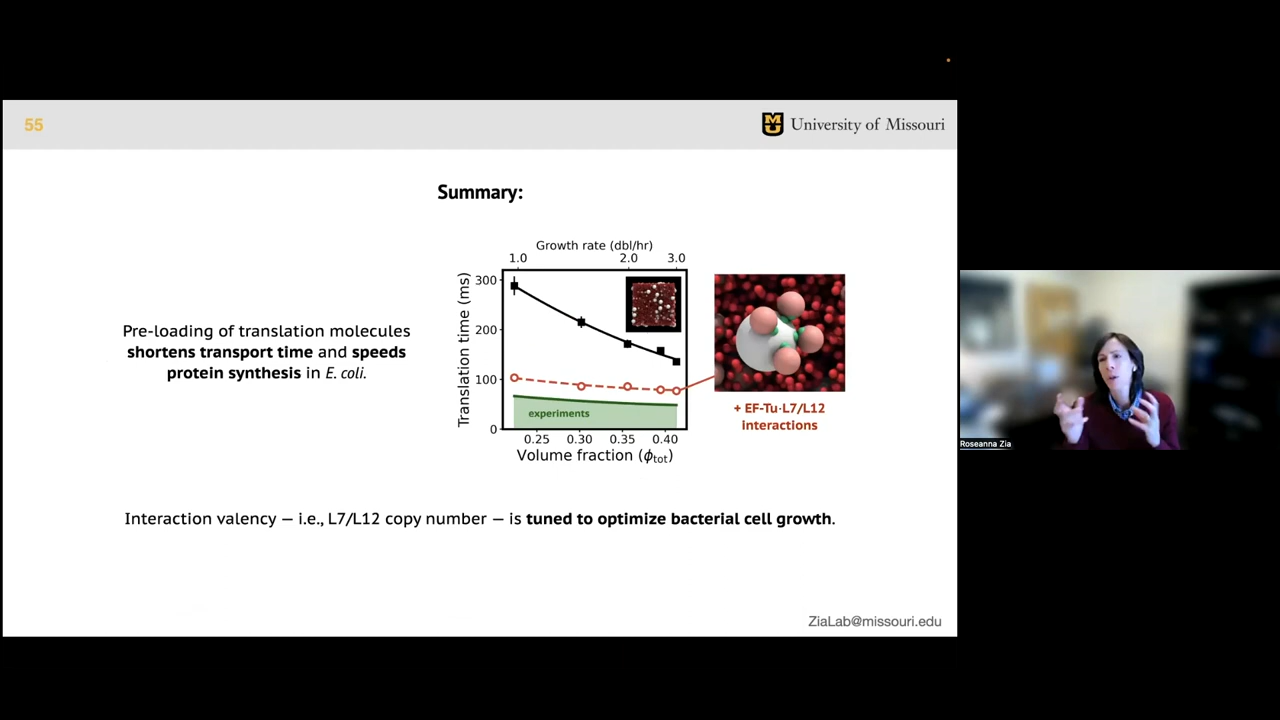 55
University of Missouri
Summary:
Pre-loading of translation molecules
shortens transport time and speeds
protein synthesis in E. coli.
Growth rate (dbl/hr)
1.0 2.0 3.0
Translation time (ms)
300
200
100
0
experiments
0.25 0.30 0.35 0.40
Volume fraction (ϕtot)
+ EF-Tu·L7/L12
interactions
Interaction valency – i.e., L7/L12 copy number – is tuned to optimize bacterial cell growth.
ZiaLab@missouri.edu
Roseanna Zia